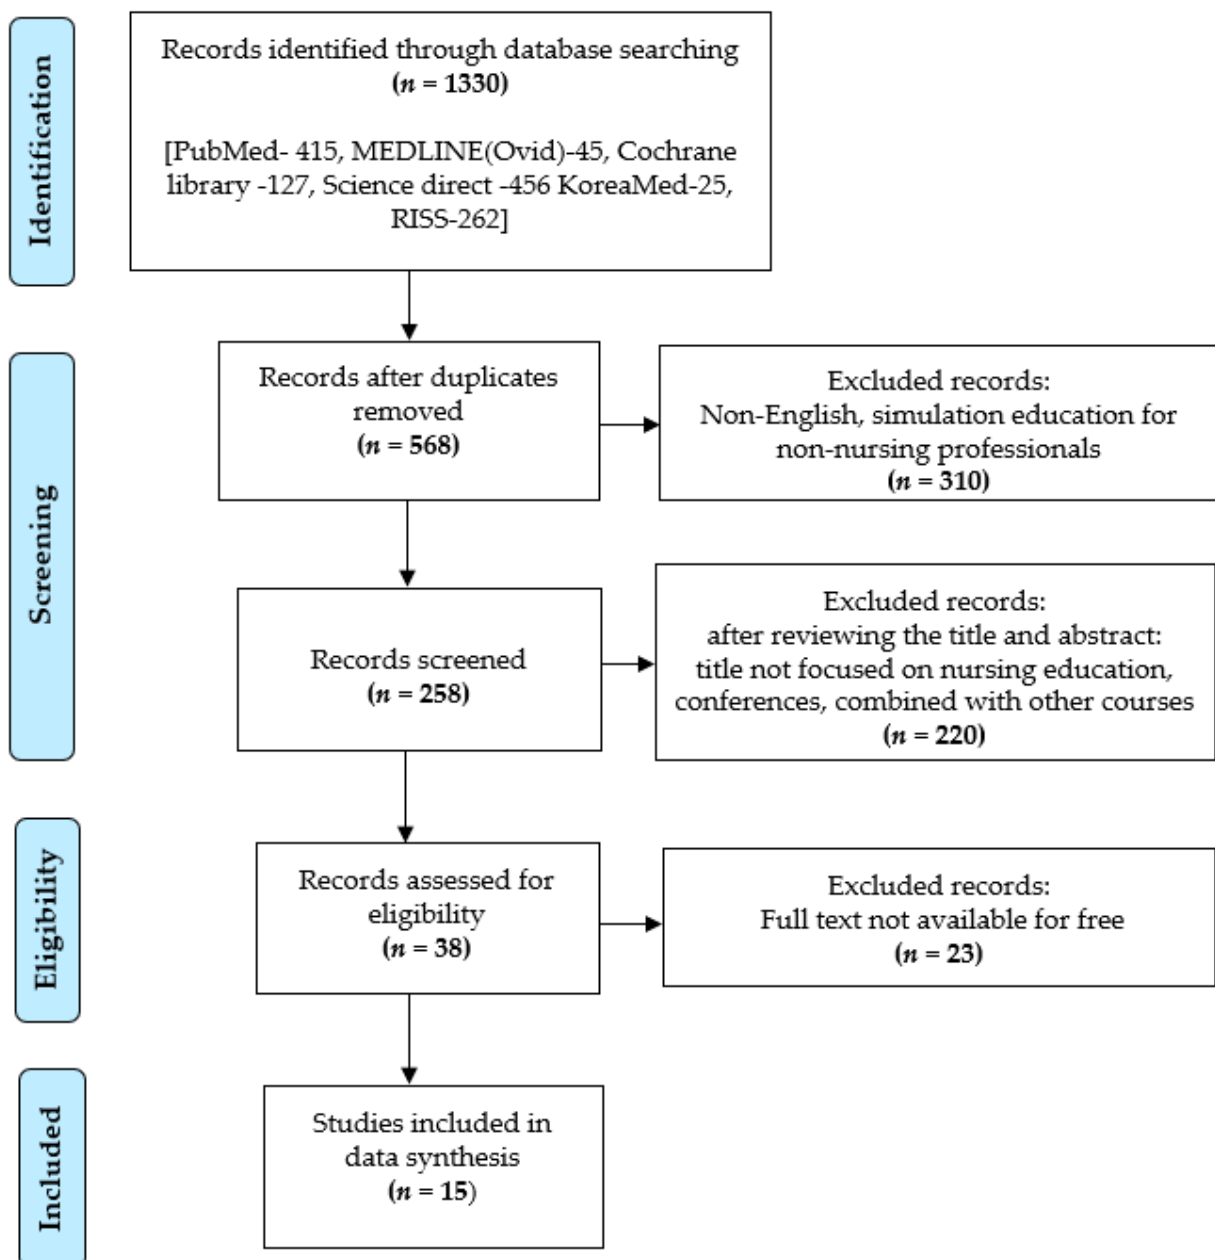 Identification
Records identified through database searching
(n = 1330)
[PubMed- 415, MEDLINE(Ovid)-45, Cochrane
library -127, Science direct -456 KoreaMed-25,
RISS-262]
Screening
Records after duplicates
removed
(n = 568)
Excluded records:
Non-English, simulation education for
non-nursing professionals
(n = 310)
Records screened
(n = 258)
Excluded records:
after reviewing the title and abstract:
title not focused on nursing education,
conferences, combined with other courses
(n = 220)
Eligibility
Records assessed for
eligibility
(n = 38)
Excluded records:
Full text not available for free
(n = 23)
Included
Studies included in
data synthesis
(n = 15)